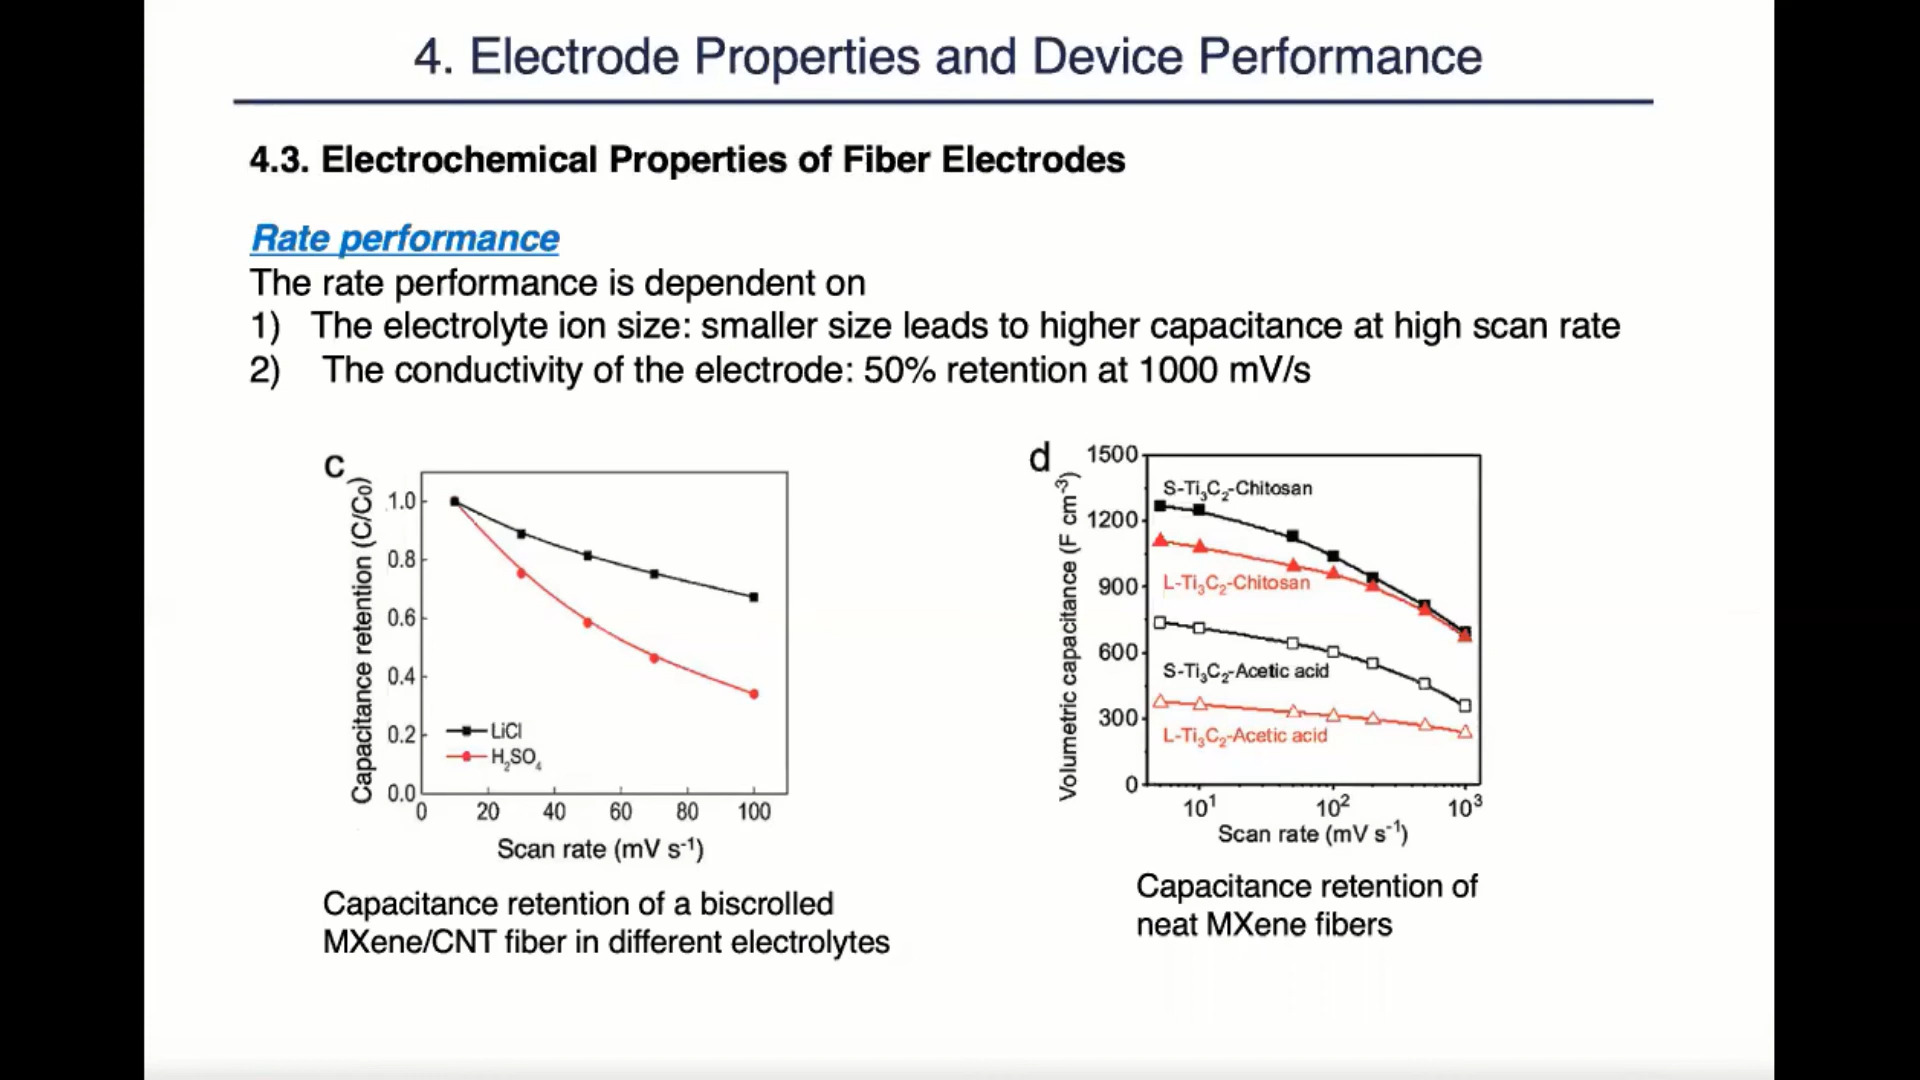 4. Electrode Properties and Device Performance
4.3. Electrochemical Properties of Fiber Electrodes
Rate performance
The rate performance is dependent on
1) The electrolyte ion size: smaller size leads to higher capacitance at high scan rate
2) The conductivity of the electrode: 50% retention at 1000 mV/s
c
Capacitance retention (C/C₀)
1.0
0.8
0.6
0.4
0.2
0.0
LiCl
H₂SO₄
0 20 40 60 80 100
Scan rate (mV s⁻¹)
Capacitance retention of a biscrolled
MXene/CNT fiber in different electrolytes
d
Volumetric capacitance (F cm⁻³)
1500
1200
900
600
300
0
S-Ti₃C₂-Chitosan
L-Ti₃C₂-Chitosan
S-Ti₃C₂-Acetic acid
L-Ti₃C₂-Acetic acid
10¹ 10² 10³
Scan rate (mV s⁻¹)
Capacitance retention of
neat MXene fibers